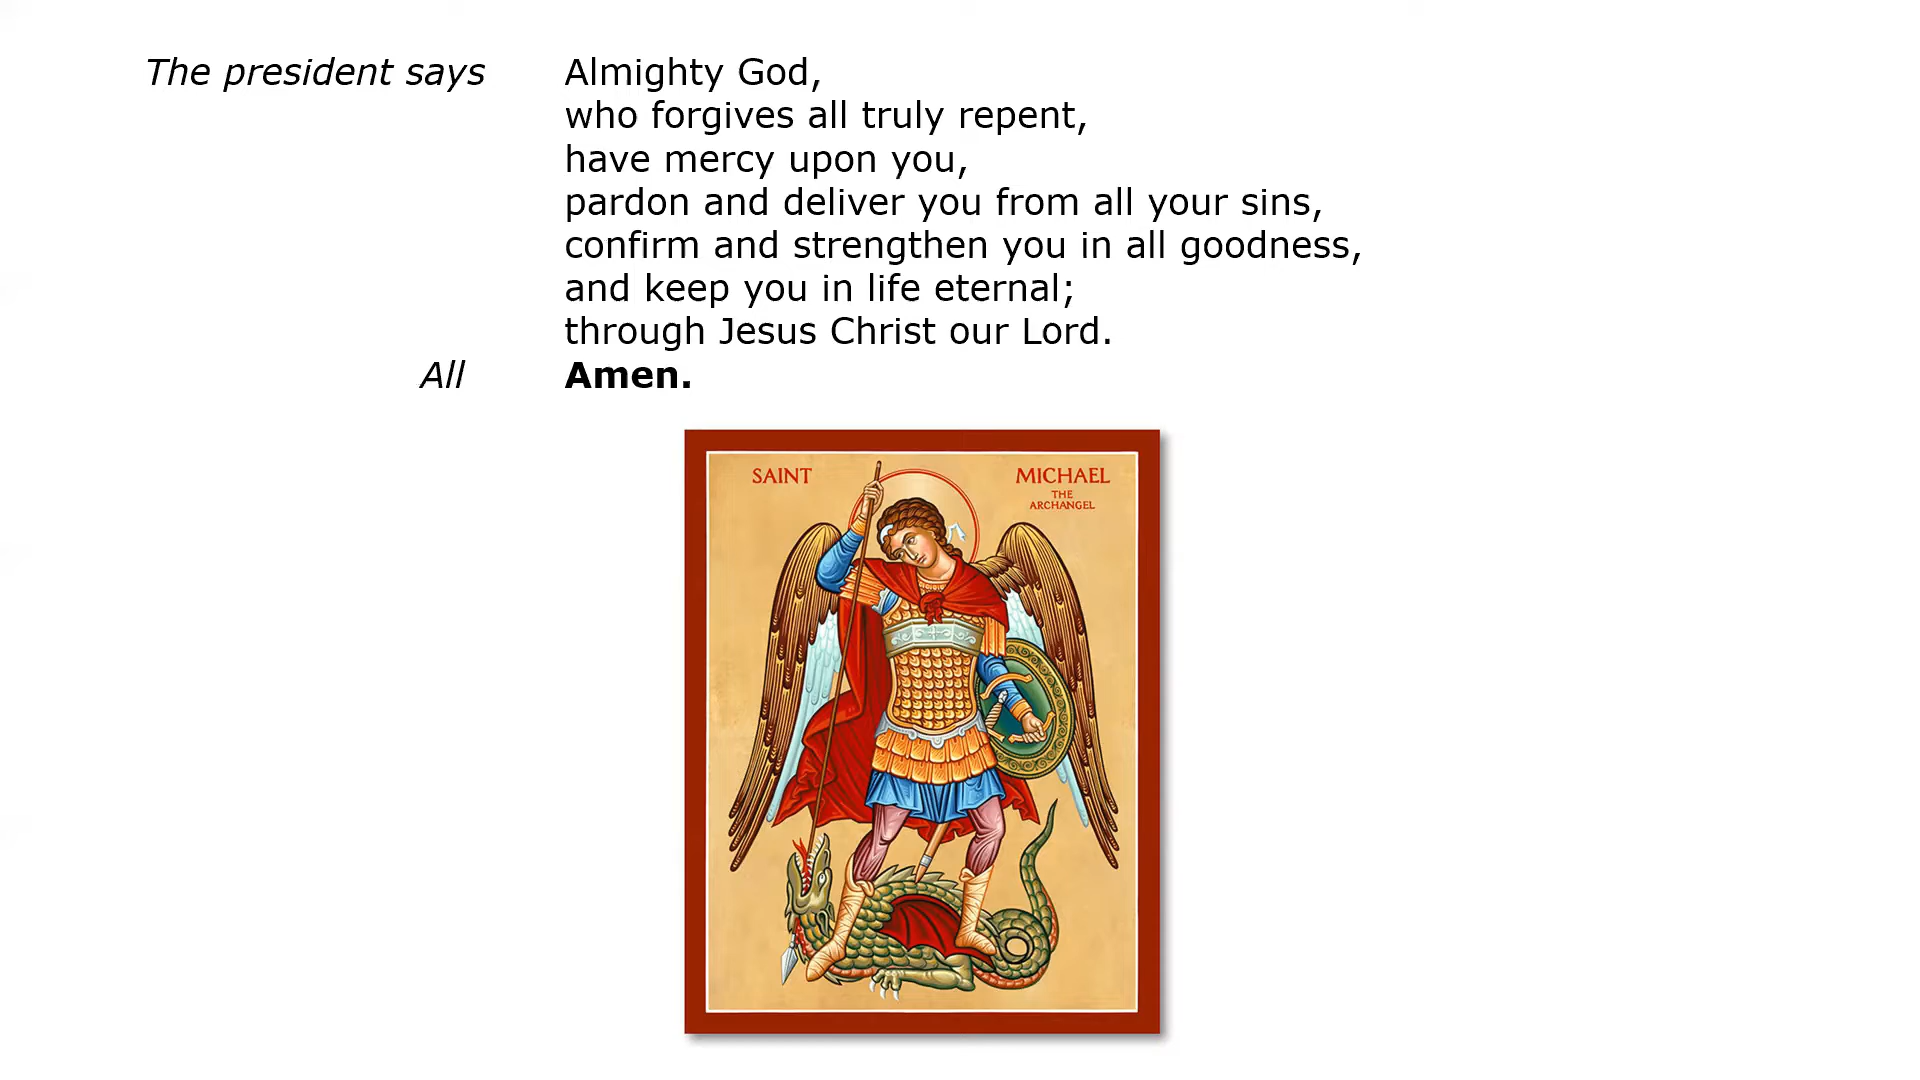 The president says Almighty God,
who forgives all truly repent,
have mercy upon you,
pardon and deliver you from all your sins,
confirm and strengthen you in all goodness,
and keep you in life eternal;
through Jesus Christ our Lord.
All Amen.
SAINT MICHAEL
THE
ARCHANGEL